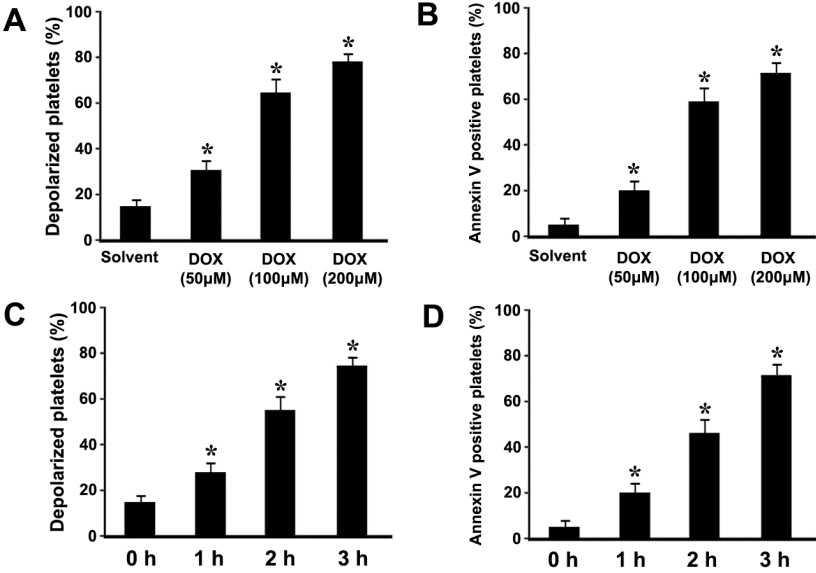 A
Depolarized platelets (%)
100
80
60
40
20
0
*
*
*
Solvent
DOX
(50μM)
DOX
(100μM)
DOX
(200μM)
B
Annexin V positive platelets (%)
100
80
60
40
20
0
*
*
*
Solvent
DOX
(50μM)
DOX
(100μM)
DOX
(200μM)
C
Depolarized platelets (%)
100
80
60
40
20
0
*
*
*
0 h
1 h
2 h
3 h
D
Annexin V positive platelets (%)
100
80
60
40
20
0
*
*
*
0 h
1 h
2 h
3 h